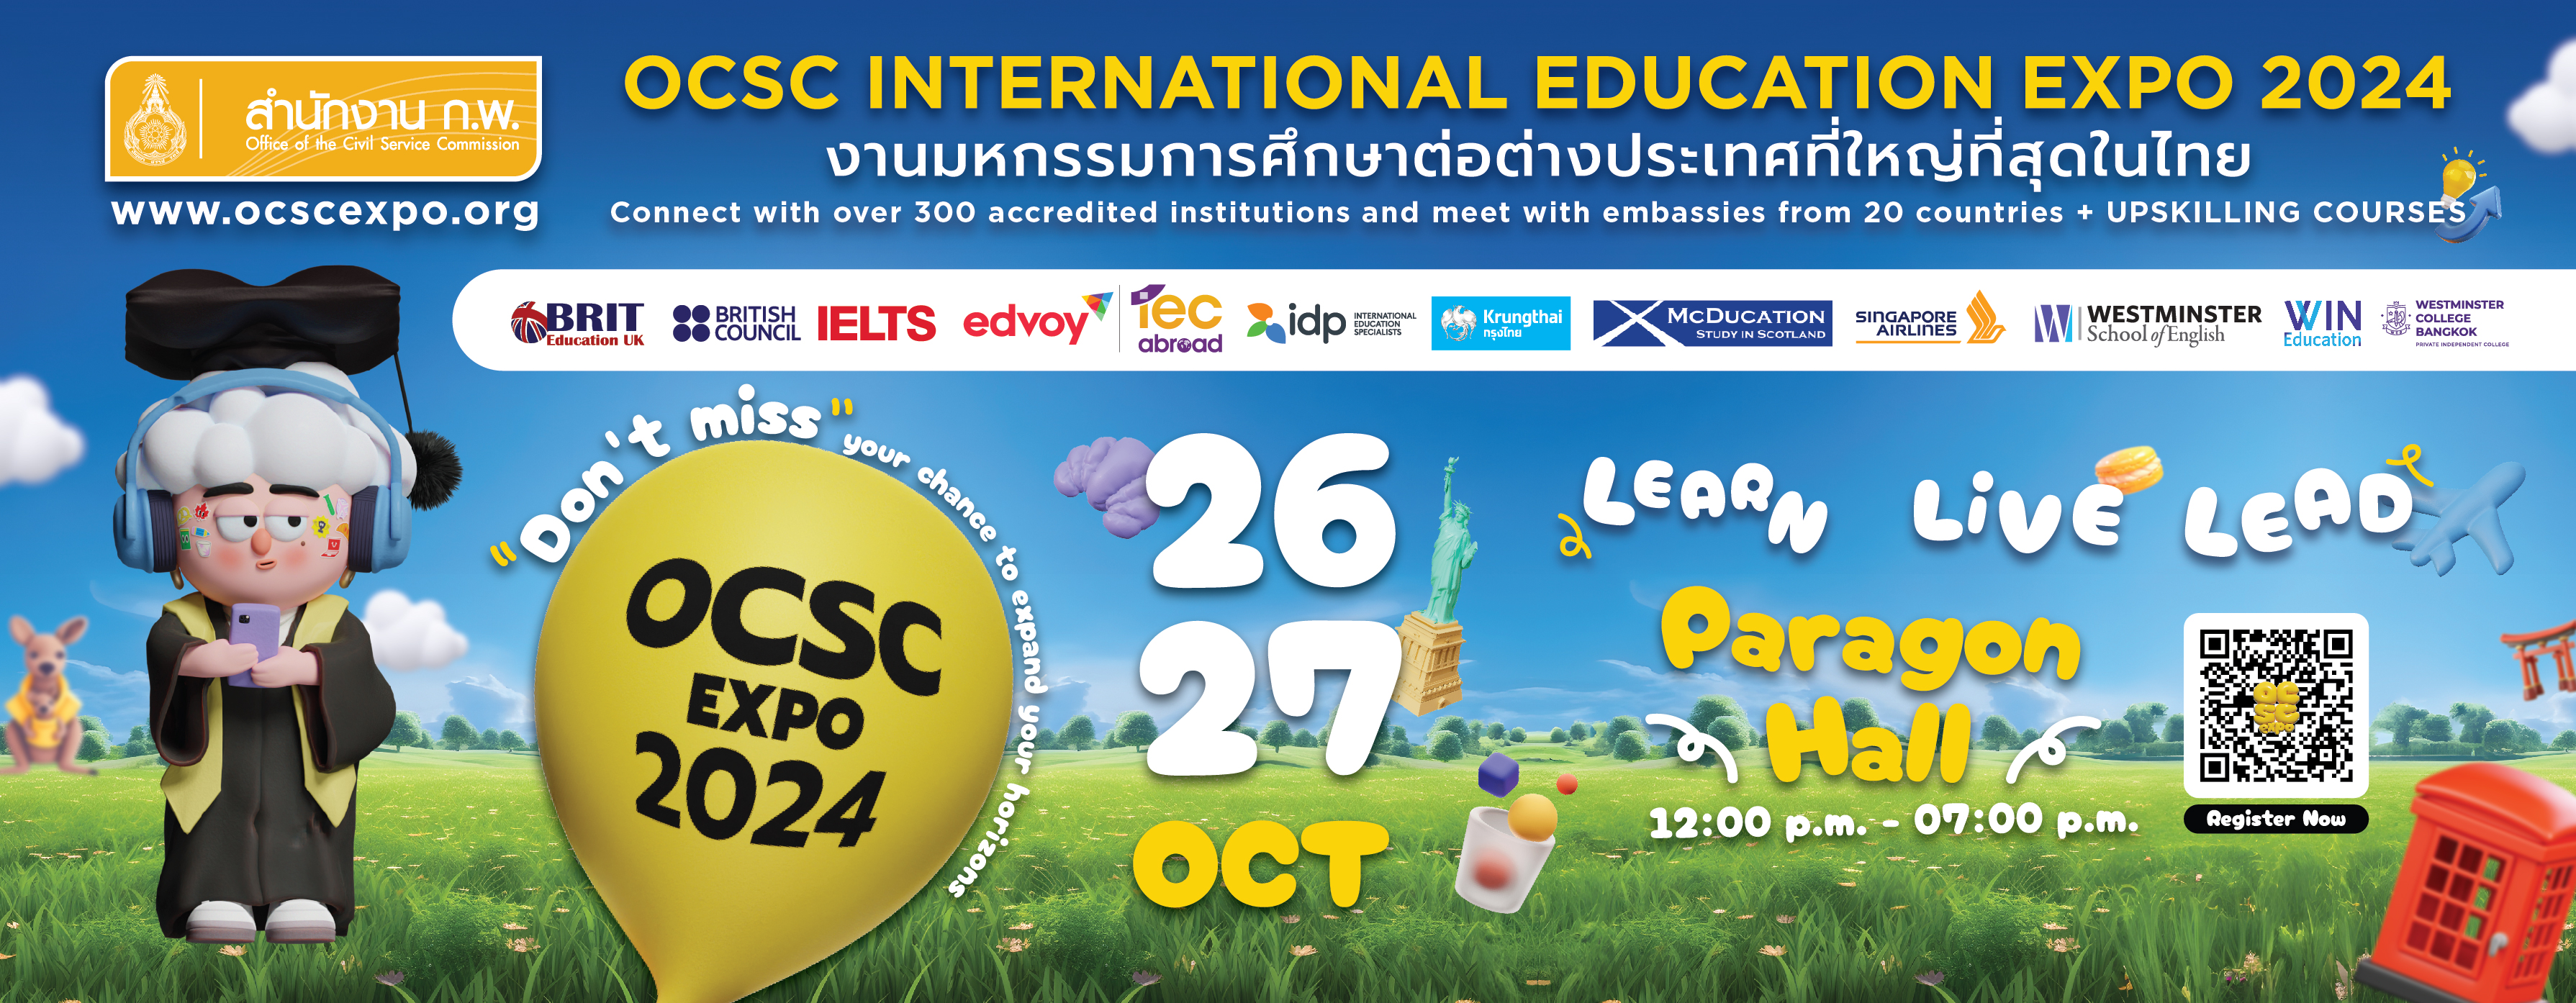 สำนักงาน ก.พ.
Office of the Civil Service Commission
www.ocscexpo.org
OCSC INTERNATIONAL EDUCATION EXPO 2024
งานมหกรรมการศึกษาต่อต่างประเทศที่ใหญ่ที่สุดในไทย
Connect with over 300 accredited institutions and meet with embassies from 20 countries + UPSKILLING COURSES
BRIT
Education UK
BRITISH
COUNCIL
IELTS
edvoy
iec
abroad
idp
INTERNATIONAL
EDUCATION
SPECIALISTS
Krungthai
กรุงไทย
McDUCATION
STUDY IN SCOTLAND
SINGAPORE
AIRLINES
WESTMINSTER
School of English
WIN
Education
WESTMINSTER
COLLEGE
BANGKOK
PRIVATE INDEPENDENT COLLEGE
"Don't miss" your chance to expand your horizons
OCSC
EXPO
2024
26
27
OCT
LEARN LiVE LEAD
Paragon
Hall
12:00 p.m. - 07:00 p.m.
OC
SC
EXPO
Register Now